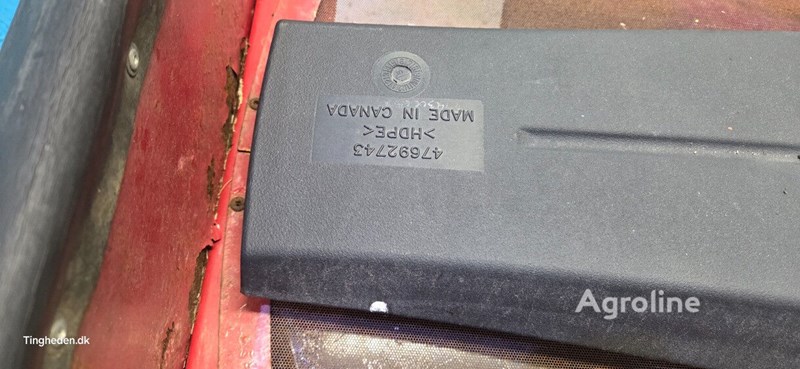 47692743
>HDPE<
MADE IN CANADA
Agroline
Tingheden.dk